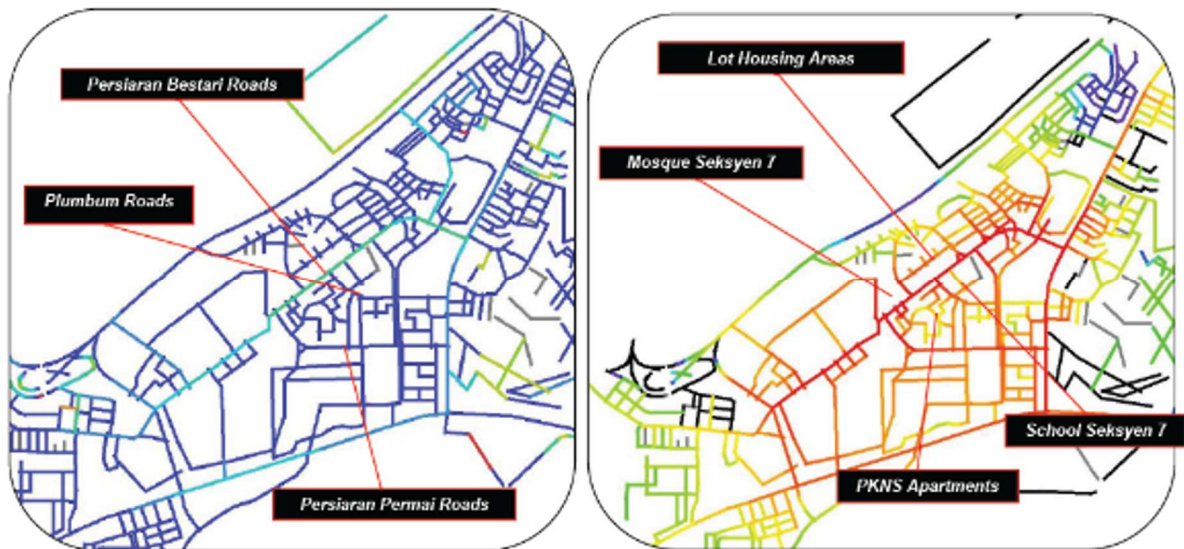 Persiaran Bestari Roads
Plumbum Roads
Persiaran Permai Roads
Lot Housing Areas
Mosque Seksyen 7
School Seksyen 7
PKNS Apartments